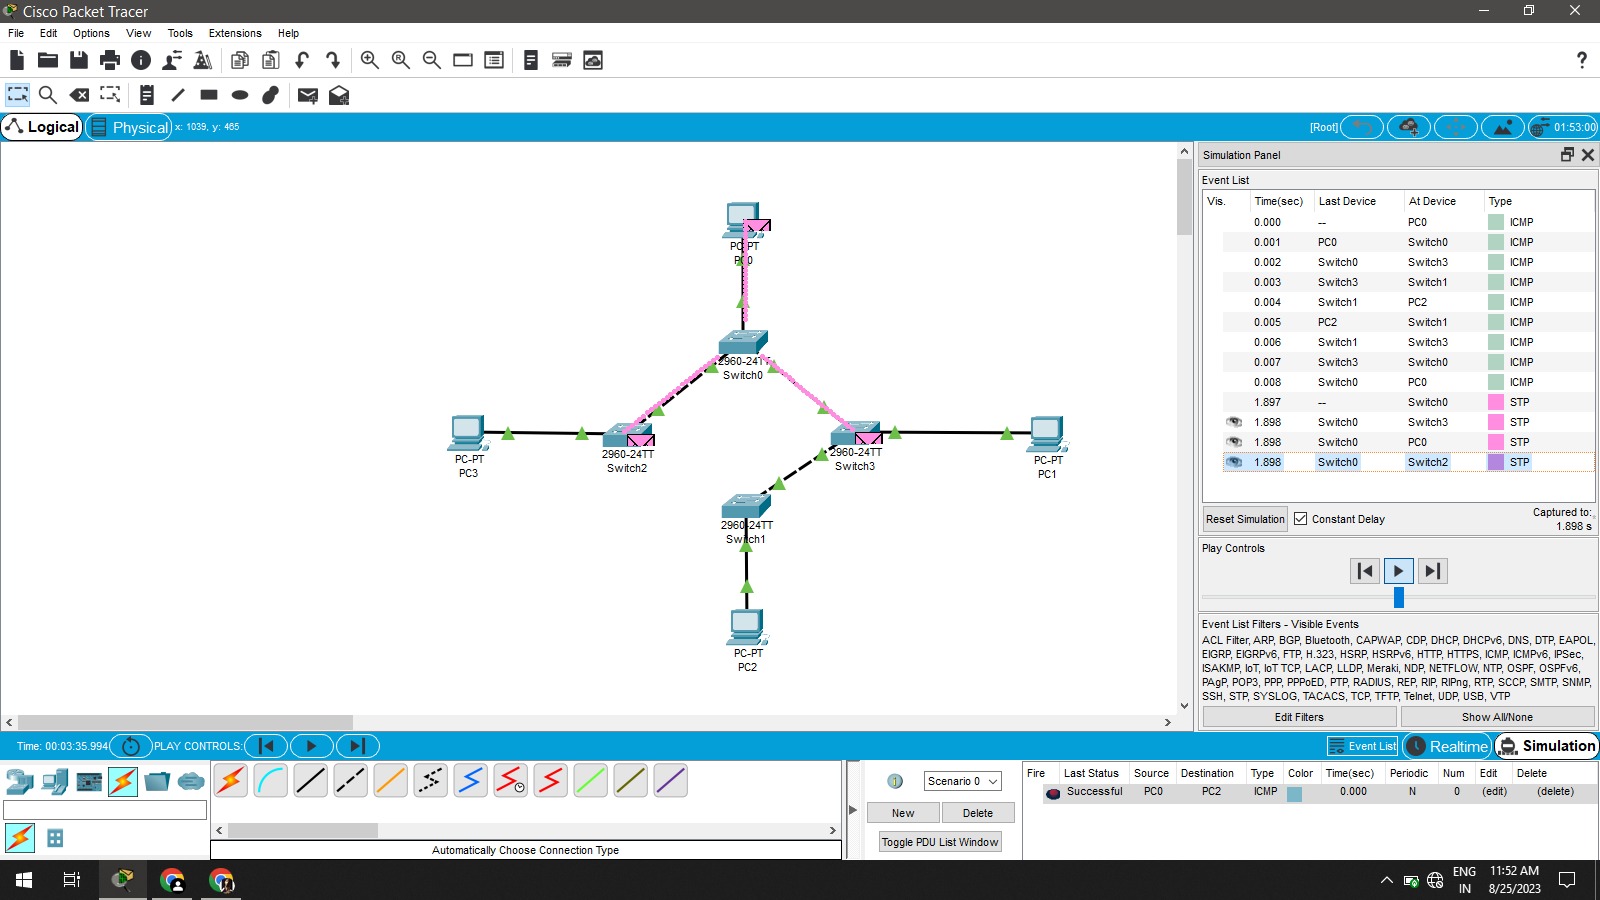 Cisco Packet Tracer
File Edit Options View Tools Extensions Help
?
Logical Physical x: 1039, y: 465 [Root] 01:53:00
PC-PT
PC0
2960-24TT
Switch0
PC-PT
PC3
2960-24TT
Switch2
2960-24TT
Switch3
PC-PT
PC1
2960-24TT
Switch1
PC-PT
PC2
Simulation Panel
Event List
Vis. Time(sec) Last Device At Device Type
0.000 -- PC0 ICMP
0.001 PC0 Switch0 ICMP
0.002 Switch0 Switch3 ICMP
0.003 Switch3 Switch1 ICMP
0.004 Switch1 PC2 ICMP
0.005 PC2 Switch1 ICMP
0.006 Switch1 Switch3 ICMP
0.007 Switch3 Switch0 ICMP
0.008 Switch0 PC0 ICMP
1.897 -- Switch0 STP
1.898 Switch0 Switch3 STP
1.898 Switch0 PC0 STP
1.898 Switch0 Switch2 STP
Reset Simulation Constant Delay Captured to:
1.898 s
Play Controls
Event List Filters - Visible Events
ACL Filter, ARP, BGP, Bluetooth, CAPWAP, CDP, DHCP, DHCPv6, DNS, DTP, EAPOL,
EIGRP, EIGRPv6, FTP, H.323, HSRP, HSRPv6, HTTP, HTTPS, ICMP, ICMPv6, IPSec,
ISAKMP, IoT, IoT TCP, LACP, LLDP, Meraki, NDP, NETFLOW, NTP, OSPF, OSPFv6,
PAgP, POP3, PPP, PPPoED, PTP, RADIUS, REP, RIP, RIPng, RTP, SCCP, SMTP, SNMP,
SSH, STP, SYSLOG, TACACS, TCP, TFTP, Telnet, UDP, USB, VTP
Edit Filters Show All/None
Time: 00:03:35.994 PLAY CONTROLS: Event List Realtime Simulation
Automatically Choose Connection Type
Scenario 0
New Delete
Toggle PDU List Window
Fire Last Status Source Destination Type Color Time(sec) Periodic Num Edit Delete
Successful PC0 PC2 ICMP 0.000 N 0 (edit) (delete)
ENG
IN
11:52 AM
8/25/2023